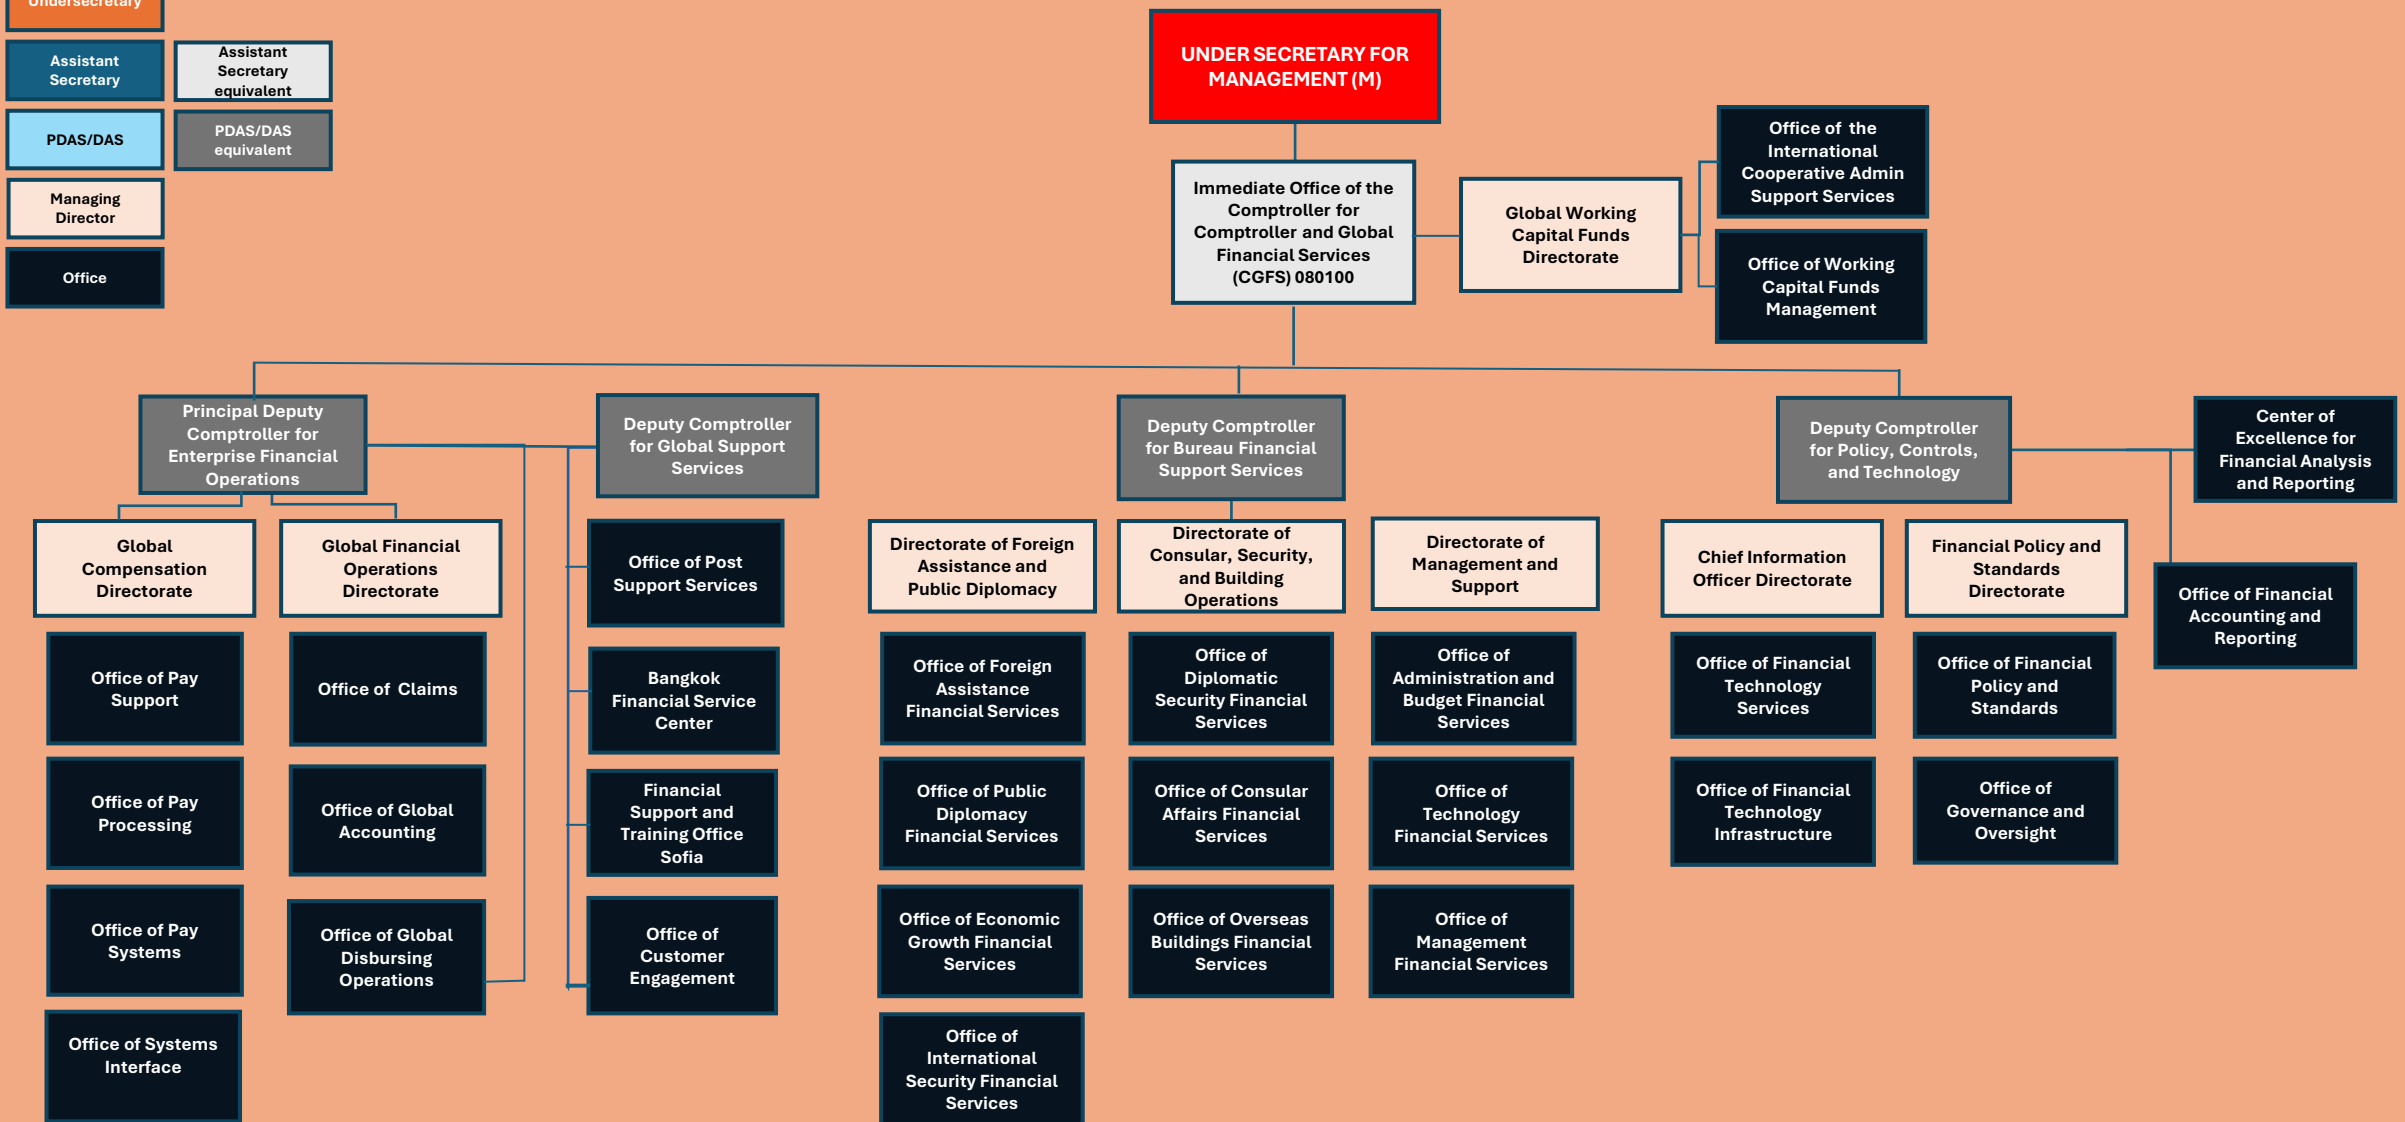 Undersecretary
Assistant
Secretary
Assistant
Secretary
equivalent
PDAS/DAS
PDAS/DAS
equivalent
Managing
Director
Office
UNDER SECRETARY FOR
MANAGEMENT (M)
Immediate Office of the
Comptroller for
Comptroller and Global
Financial Services
(CGFS) 080100
Global Working
Capital Funds
Directorate
Office of the
International
Cooperative Admin
Support Services
Office of Working
Capital Funds
Management
Principal Deputy
Comptroller for
Enterprise Financial
Operations
Deputy Comptroller
for Global Support
Services
Deputy Comptroller
for Bureau Financial
Support Services
Deputy Comptroller
for Policy, Controls,
and Technology
Center of
Excellence for
Financial Analysis
and Reporting
Global
Compensation
Directorate
Global Financial
Operations
Directorate
Office of Post
Support Services
Directorate of Foreign
Assistance and
Public Diplomacy
Directorate of
Consular, Security,
and Building
Operations
Directorate of
Management and
Support
Chief Information
Officer Directorate
Financial Policy and
Standards
Directorate
Office of Financial
Accounting and
Reporting
Office of Pay
Support
Office of Claims
Bangkok
Financial Service
Center
Office of Foreign
Assistance
Financial Services
Office of
Diplomatic
Security Financial
Services
Office of
Administration and
Budget Financial
Services
Office of Financial
Technology
Services
Office of Financial
Policy and
Standards
Office of Pay
Processing
Office of Global
Accounting
Financial
Support and
Training Office
Sofia
Office of Public
Diplomacy
Financial Services
Office of Consular
Affairs Financial
Services
Office of
Technology
Financial Services
Office of Financial
Technology
Infrastructure
Office of
Governance and
Oversight
Office of Pay
Systems
Office of Global
Disbursing
Operations
Office of
Customer
Engagement
Office of Economic
Growth Financial
Services
Office of Overseas
Buildings Financial
Services
Office of
Management
Financial Services
Office of Systems
Interface
Office of
International
Security Financial
Services